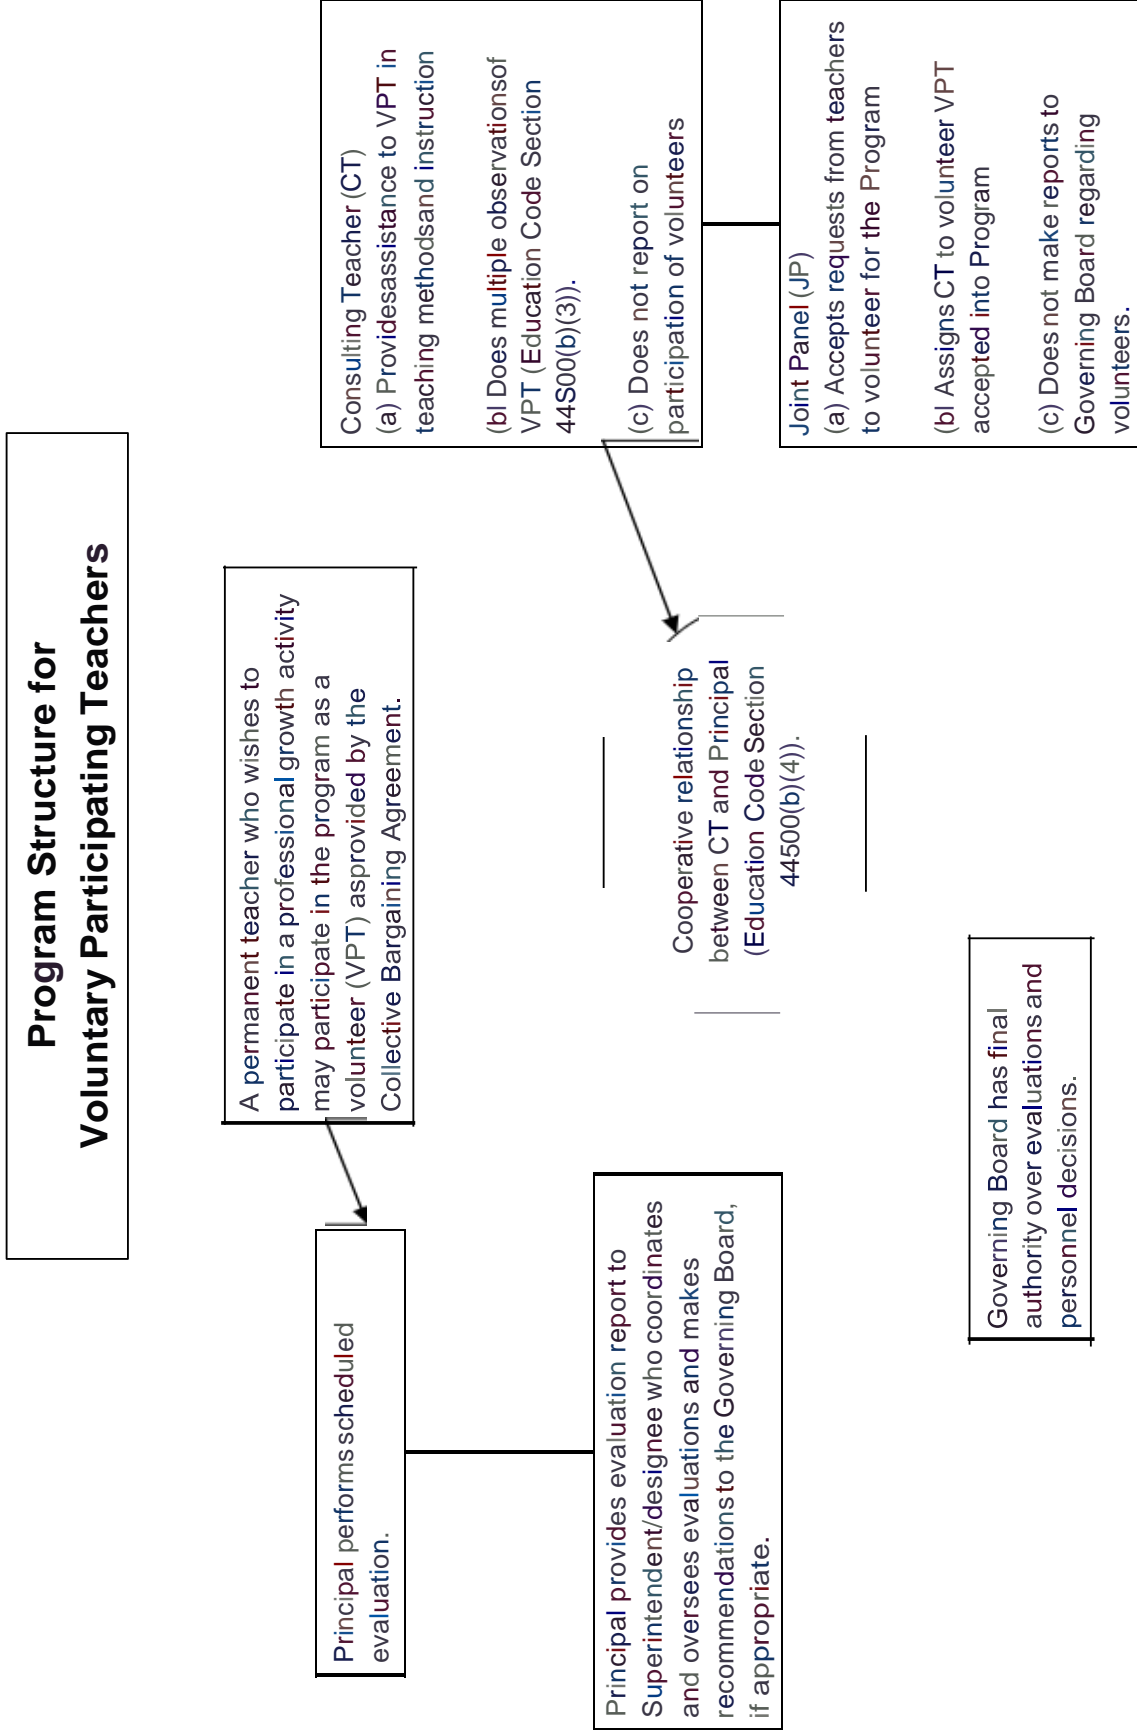 Program Structure for
Voluntary Participating Teachers
A permanent teacher who wishes to
participate in a professional growth activity
may participate in the program as a
volunteer (VPT) asprovided by the
Collective Bargaining Agreement.
Principal performs scheduled
evaluation.
Principal provides evaluation report to
Superintendent/designee who coordinates
and oversees evaluations and makes
recommendations to the Governing Board,
if appropriate.
Cooperative relationship
between CT and Principal
(Education Code Section
44500(b)(4)).
Governing Board has final
authority over evaluations and
personnel decisions.
Consulting Teacher (CT)
(a) Providesassistance to VPT in
teaching methodsand instruction
(bl Does multiple observationsof
VPT (Education Code Section
44S00(b)(3)).
(c) Does not report on
participation of volunteers
Joint Panel (JP)
(a) Accepts requests from teachers
to volunteer for the Program
(bl Assigns CT to volunteer VPT
accepted into Program
(c) Does not make reports to
Governing Board regarding
volunteers.